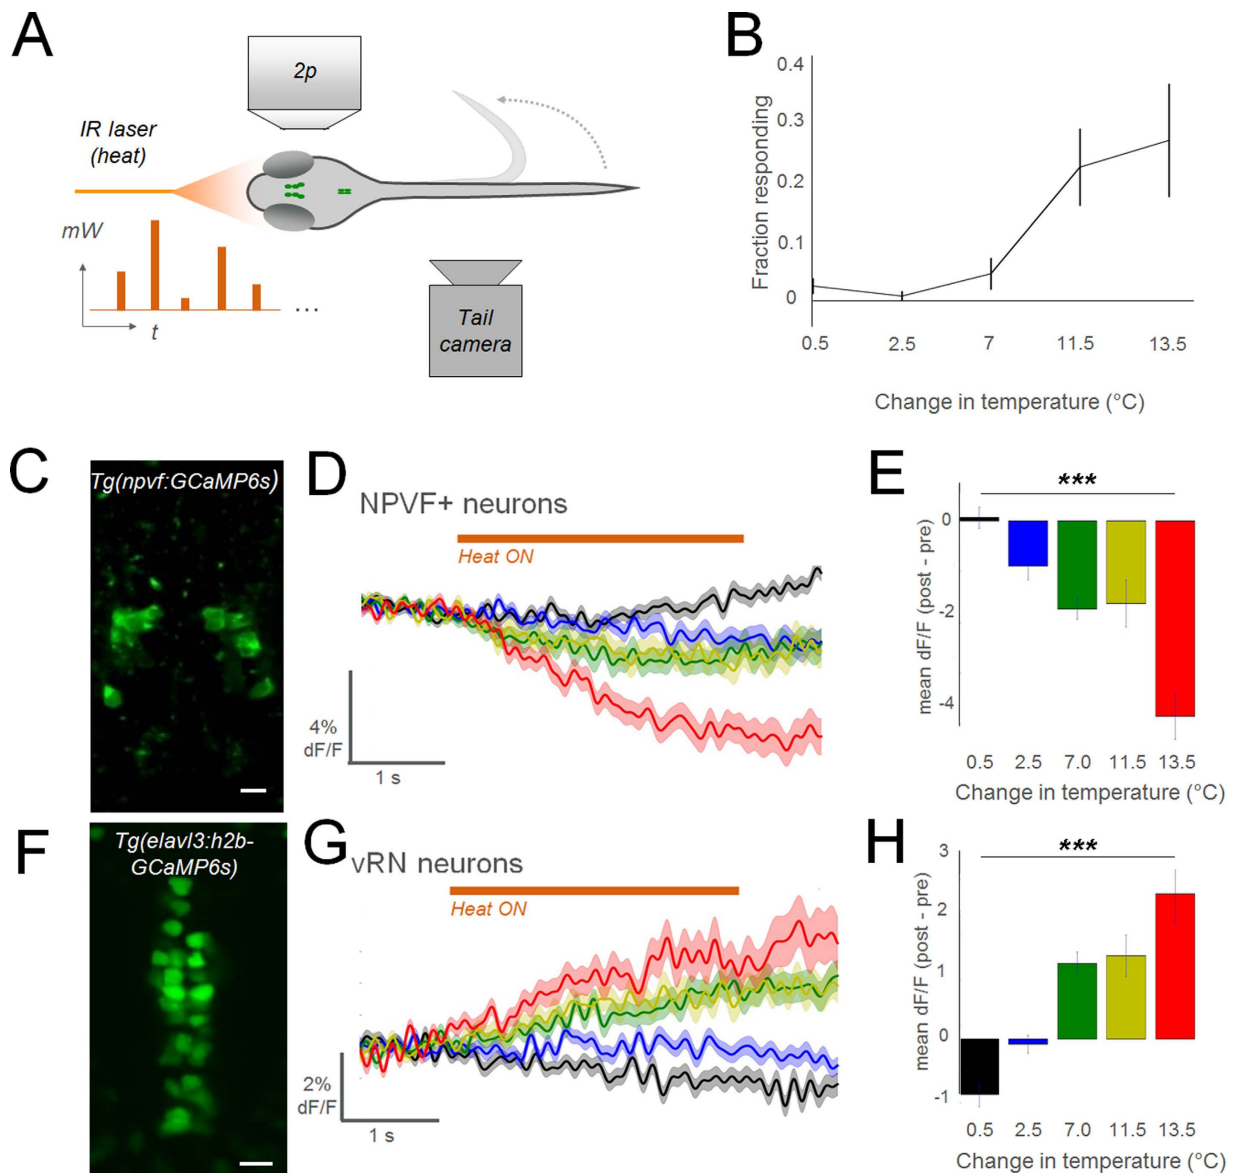 A
2p
IR laser
(heat)
mW
t
...
Tail
camera
B
Fraction responding
0.4
0.3
0.2
0.1
0
0.5 2.5 7 11.5 13.5
Change in temperature (°C)
C
Tg(npvf:GCaMP6s)
D
NPVF+ neurons
Heat ON
4%
dF/F
1 s
E
***
mean dF/F (post - pre)
0
-2
-4
0.5 2.5 7.0 11.5 13.5
Change in temperature (°C)
F
Tg(elavl3:h2b-
GCaMP6s)
G
vRN neurons
Heat ON
2%
dF/F
1 s
H
***
mean dF/F (post - pre)
3
2
1
0
-1
0.5 2.5 7.0 11.5 13.5
Change in temperature (°C)